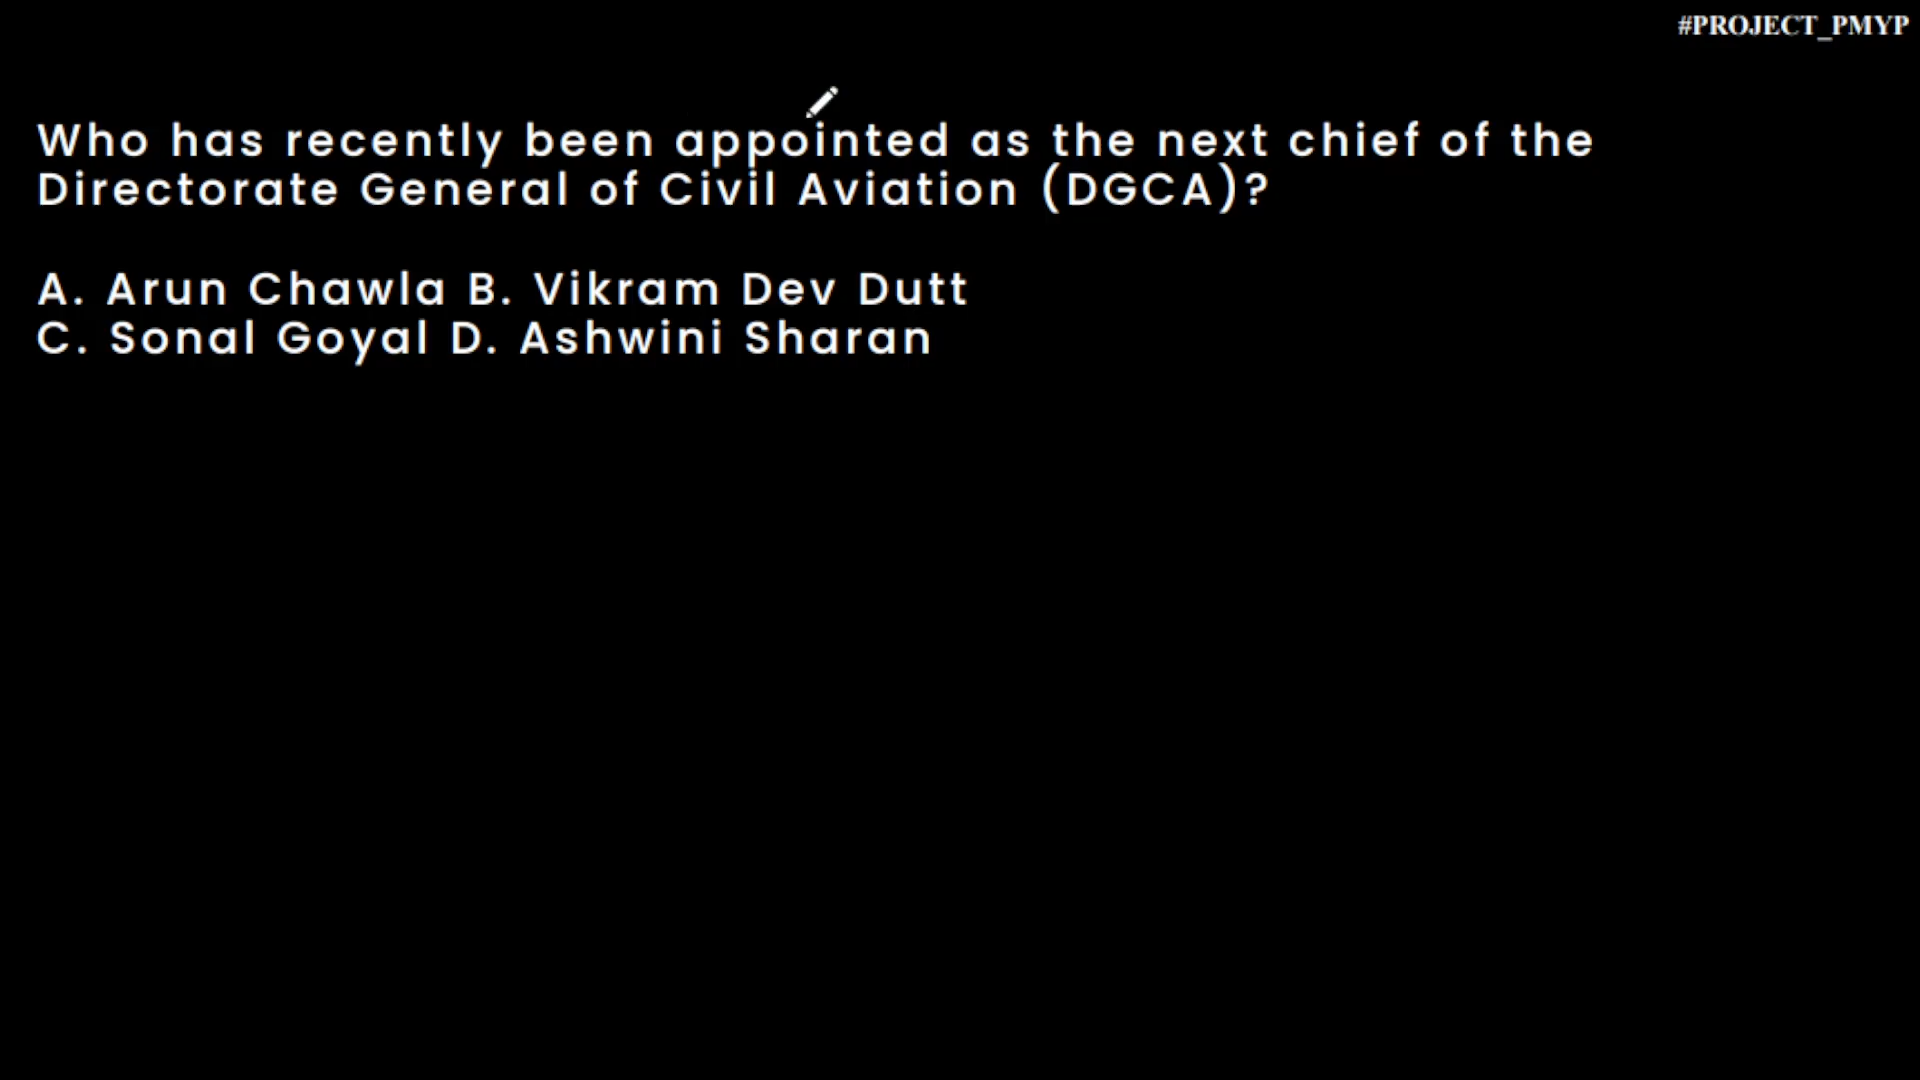 #PROJECT_PMYP
Who has recently been appointed as the next chief of the
Directorate General of Civil Aviation (DGCA)?
A. Arun Chawla B. Vikram Dev Dutt
C. Sonal Goyal D. Ashwini Sharan